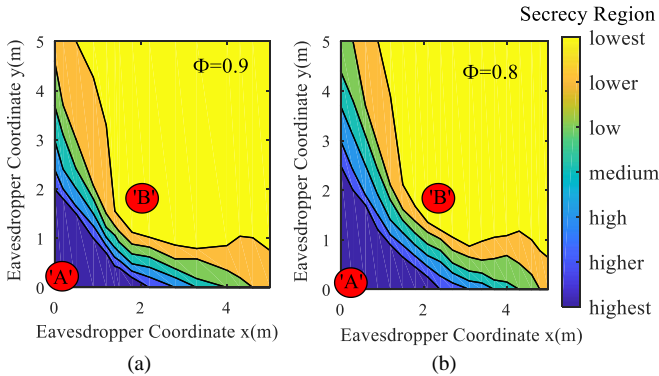 Secrecy Region
5
4
3
2
1
0
Eavesdropper Coordinate y(m)
Φ=0.9
'B'
'A'
0
2
4
Eavesdropper Coordinate x(m)
(a)
5
4
3
2
1
0
Eavesdropper Coordinate y(m)
Φ=0.8
'B'
'A'
0
2
4
Eavesdropper Coordinate x(m)
(b)
lowest
lower
low
medium
high
higher
highest